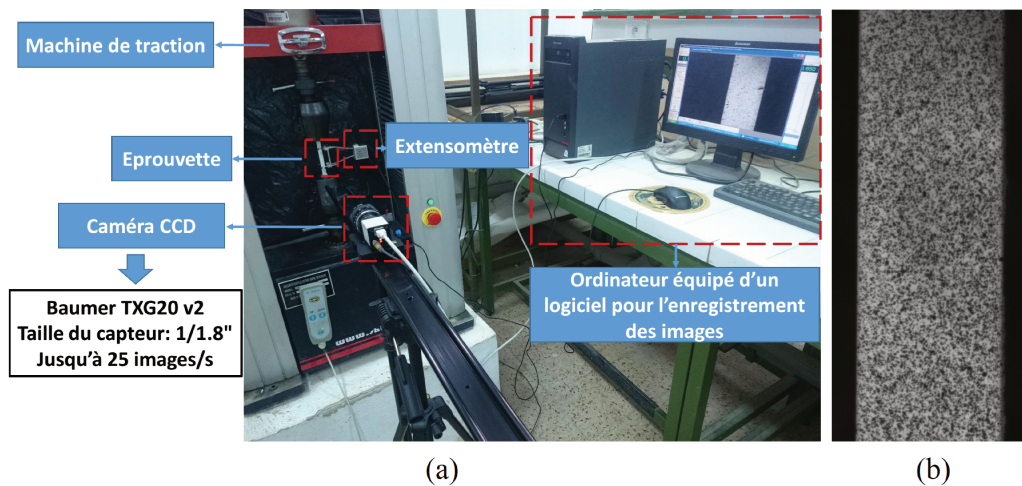 Machine de traction
Eprouvette
Extensomètre
Caméra CCD
Baumer TXG20 v2
Taille du capteur: 1/1.8"
Jusqu'à 25 images/s
Ordinateur équipé d'un
logiciel pour l'enregistrement
des images
(a)
(b)